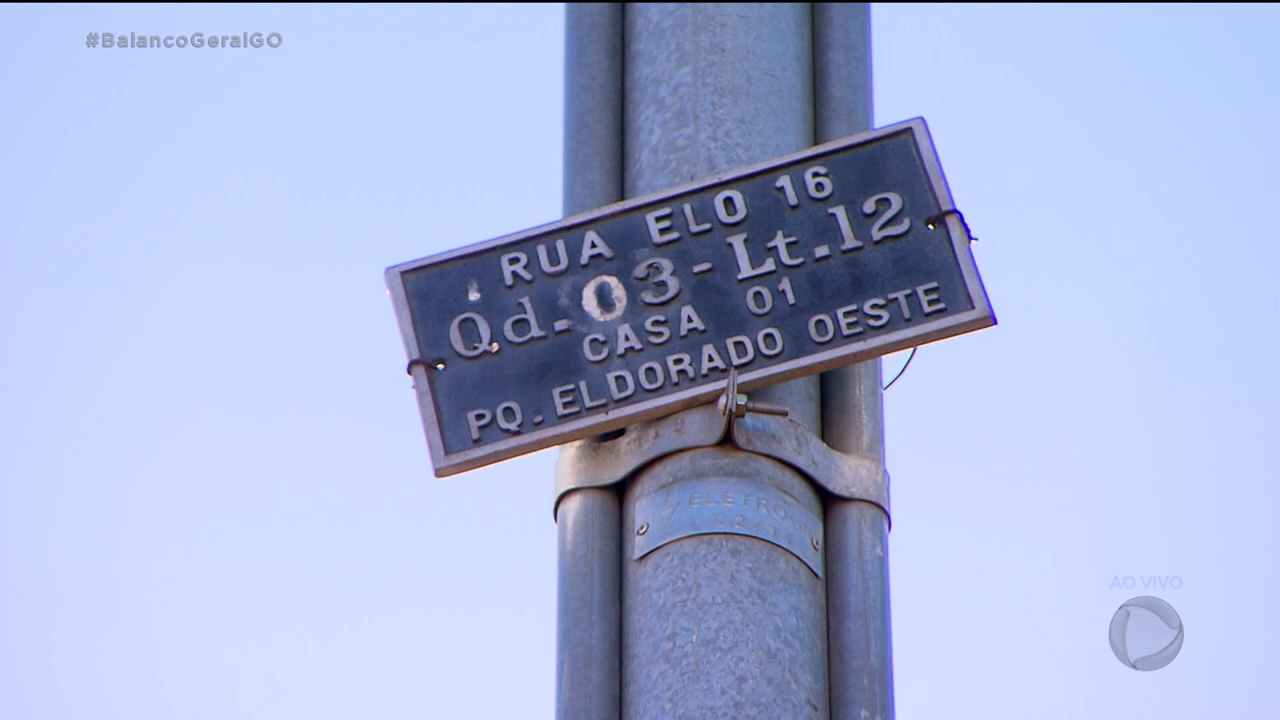 #BalancoGeralGO
RUA ELO 16
Qd. 03 - Lt. 12
CASA 01
PQ. ELDORADO OESTE
ELETRO
AO VIVO